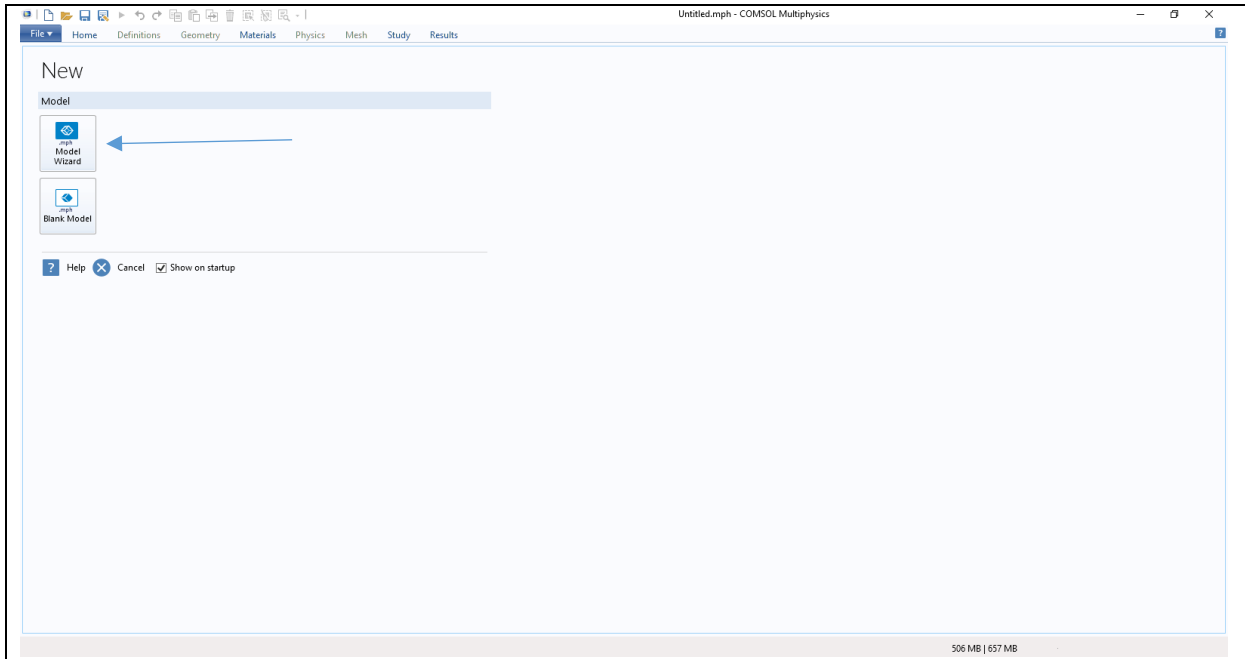 Untitled.mph - COMSOL Multiphysics
File Home Definitions Geometry Materials Physics Mesh Study Results ?
New
Model
.mph
Model
Wizard
.mph
Blank Model
? Help Cancel Show on startup
506 MB | 657 MB